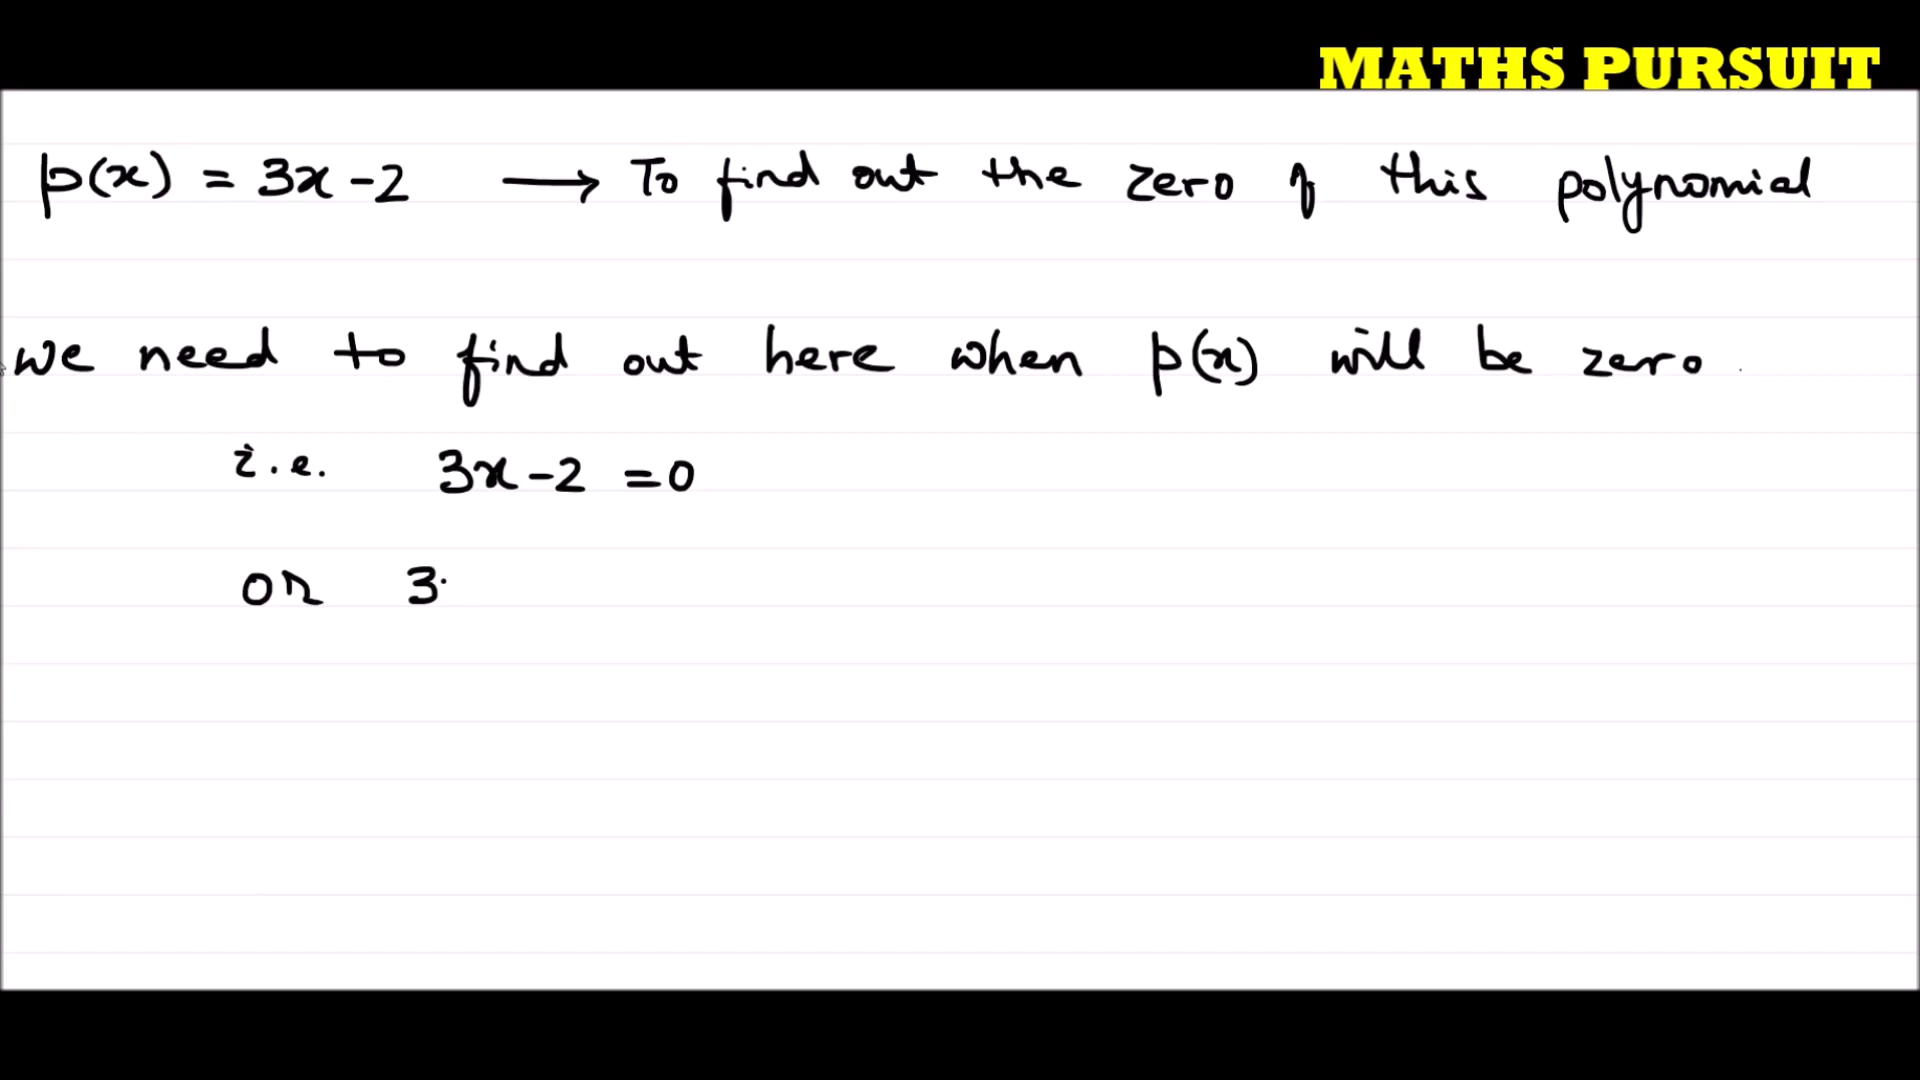 MATHS PURSUIT
p(x) = 3x - 2 → To find out the zero of this polynomial
we need to find out here when p(x) will be zero.
i.e. 3x - 2 = 0
or 3